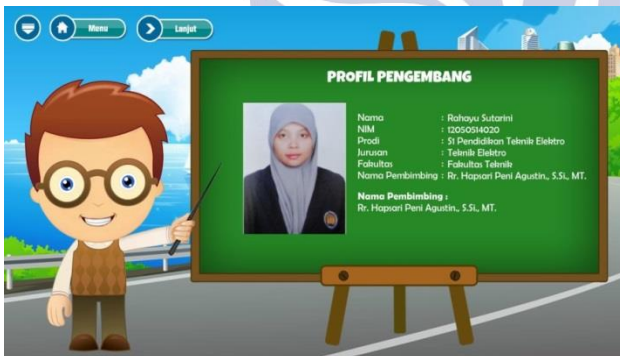 Menu
Lanjut
PROFIL PENGEMBANG
Nama : Rahayu Sutarini
NIM : 12050514020
Prodi : S1 Pendidikan Teknik Elektro
Jurusan : Teknik Elektro
Fakultas : Fakultas Teknik
Nama Pembimbing : Rr. Hapsari Peni Agustin., S.Si., MT.
Nama Pembimbing :
Rr. Hapsari Peni Agustin., S.Si., MT.